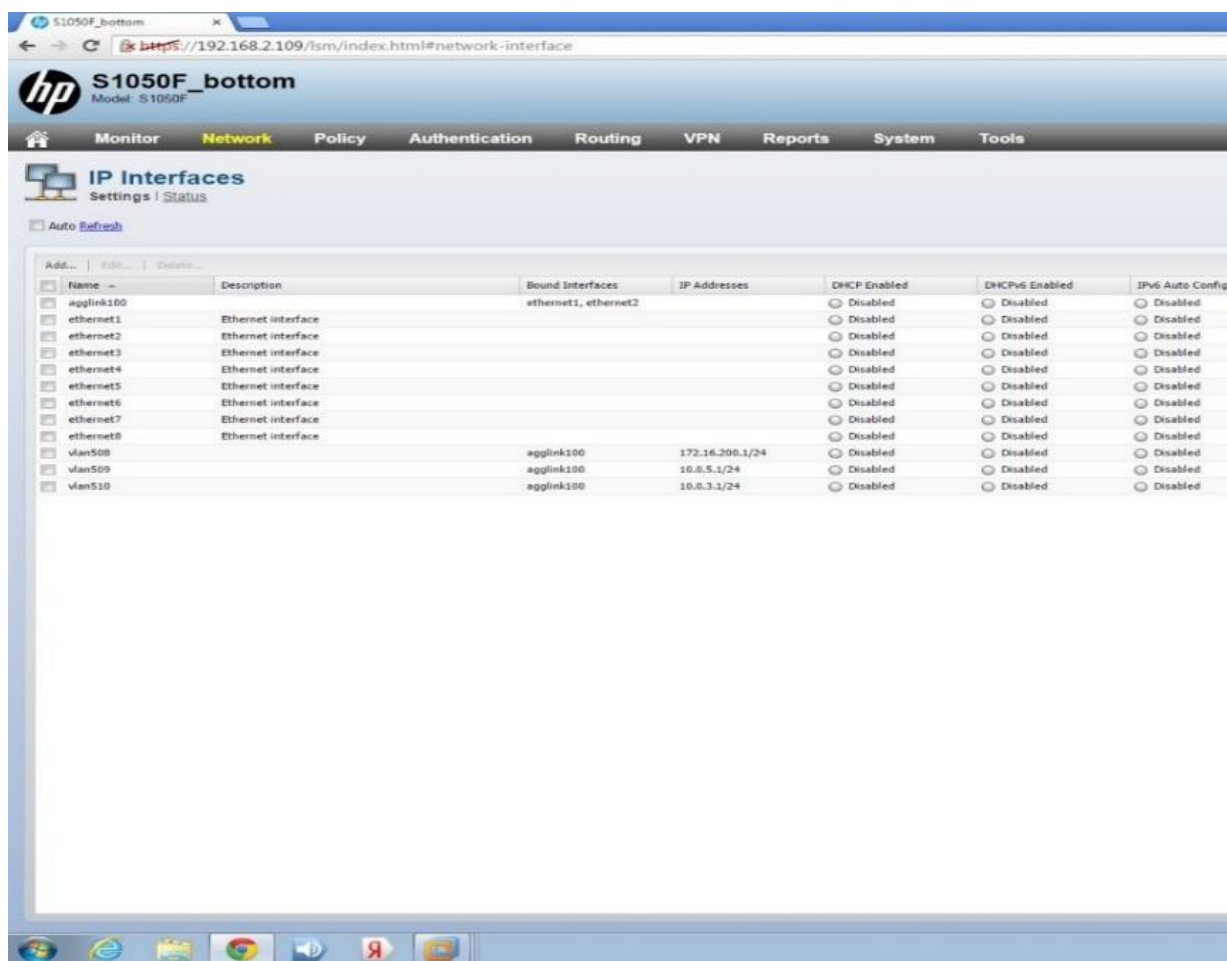 S1050F_bottom
https://192.168.2.109/lsm/index.html#network-interface
hp
S1050F_bottom
Model: S1050F
Monitor Network Policy Authentication Routing VPN Reports System Tools
IP Interfaces
Settings | Status
Auto Refresh
Add... | Edit... | Delete...
Name Description Bound Interfaces IP Addresses DHCP Enabled DHCPv6 Enabled IPv6 Auto Config
agglink100 ethernet1, ethernet2 Disabled Disabled Disabled
ethernet1 Ethernet interface Disabled Disabled Disabled
ethernet2 Ethernet interface Disabled Disabled Disabled
ethernet3 Ethernet interface Disabled Disabled Disabled
ethernet4 Ethernet interface Disabled Disabled Disabled
ethernet5 Ethernet interface Disabled Disabled Disabled
ethernet6 Ethernet interface Disabled Disabled Disabled
ethernet7 Ethernet interface Disabled Disabled Disabled
ethernet8 Ethernet interface Disabled Disabled Disabled
vlan508 agglink100 172.16.200.1/24 Disabled Disabled Disabled
vlan509 agglink100 10.0.5.1/24 Disabled Disabled Disabled
vlan510 agglink100 10.0.3.1/24 Disabled Disabled Disabled
Я